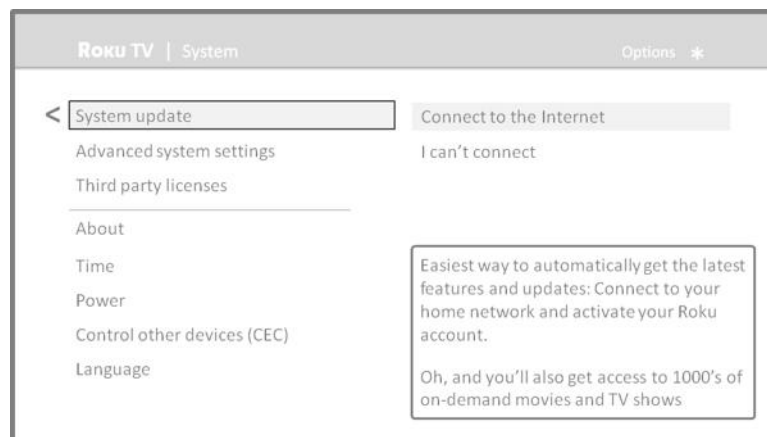 ROKU TV | System
Options *
< System update
Advanced system settings
Third party licenses
About
Time
Power
Control other devices (CEC)
Language
Connect to the Internet
I can't connect
Easiest way to automatically get the latest
features and updates: Connect to your
home network and activate your Roku
account.
Oh, and you'll also get access to 1000's of
on-demand movies and TV shows